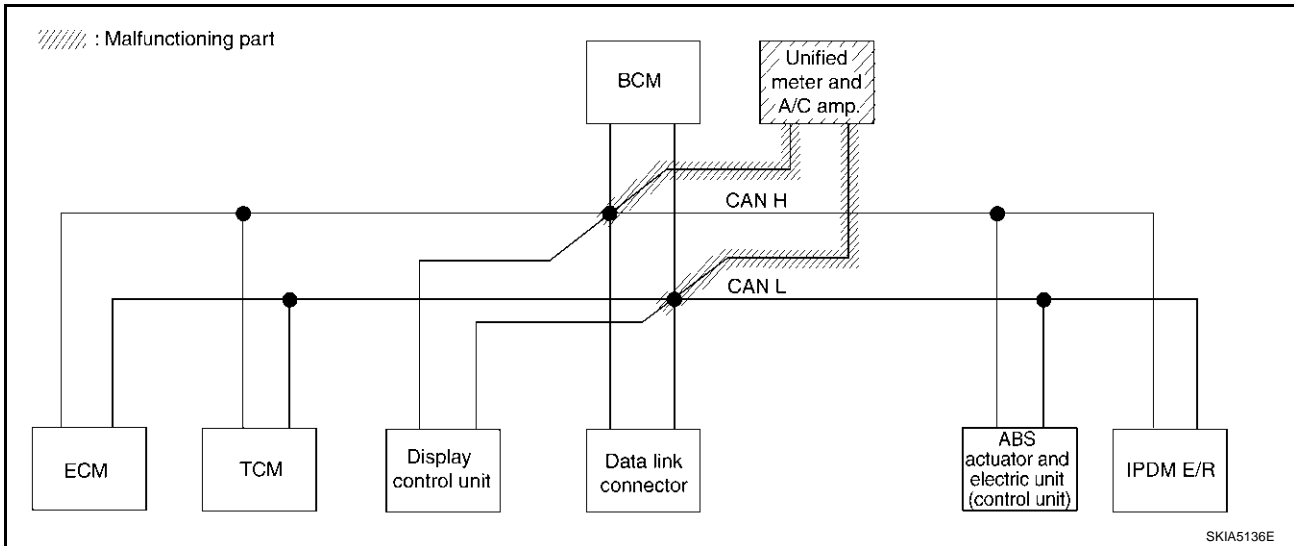 : Malfunctioning part
BCM
Unified
meter and
A/C amp.
CAN H
CAN L
ECM
TCM
Display
control unit
Data link
connector
ABS
actuator and
electric unit
(control unit)
IPDM E/R
SKIA5136E